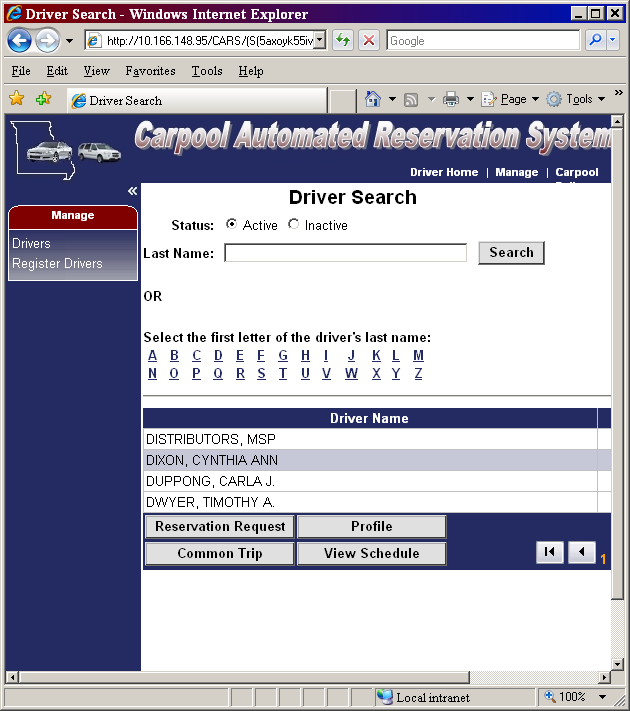 Driver Search - Windows Internet Explorer
http://10.166.148.95/CARS/(S(5axoyk55iv
Google
File Edit View Favorites Tools Help
Driver Search
Page Tools »
Carpool Automated Reservation System
Driver Home | Manage | Carpool
«
Manage
Drivers
Register Drivers
Driver Search
Status: Active Inactive
Last Name: Search
OR
Select the first letter of the driver's last name:
A B C D E F G H I J K L M
N O P Q R S T U V W X Y Z
Driver Name
DISTRIBUTORS, MSP
DIXON, CYNTHIA ANN
DUPPONG, CARLA J.
DWYER, TIMOTHY A.
Reservation Request Profile
Common Trip View Schedule
1
Local intranet 100%